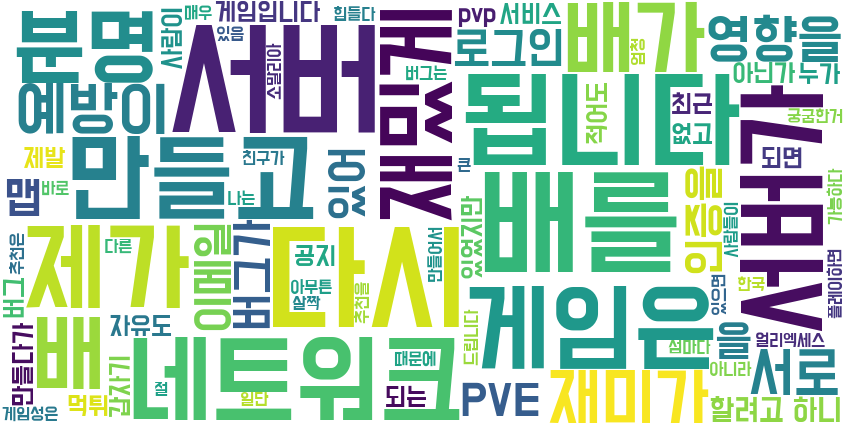 사람이 매우 게임입니다 힘들다 pvp 서비스
분명 서버 있음 재밌게 로그인 배가 엄청 영향을
소말리아 버그는 아닌가 누가
예방이 적어도 최근 궁금한거
됩니다 없고 서버가
제발 만들고 친구가 있어 큰 되면
맵 바로 나는 배를 인증을 사람들이 가능하다
추천은 다른 이메일 버그가 공지 만들어서 있었지만
제가 다시 아무튼 살짝 추천을 게임은 있으면 한국 플레이하면
버그 자유도 드립니다 섬마다 을 얼리엑세스
만들다가 배 갑자기 네트워크 때문에 아니라 서로
게임성은 먹튀 절 일단 되는 PVE 재미가 할려고 하니